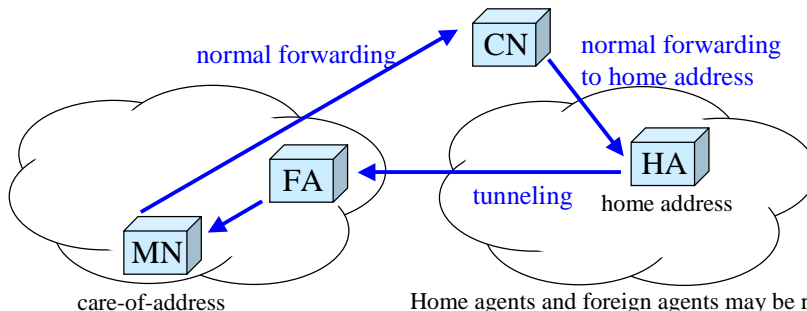 CN
normal forwarding
normal forwarding
to home address
FA
HA
tunneling
home address
MN
care-of-address
Home agents and foreign agents may be